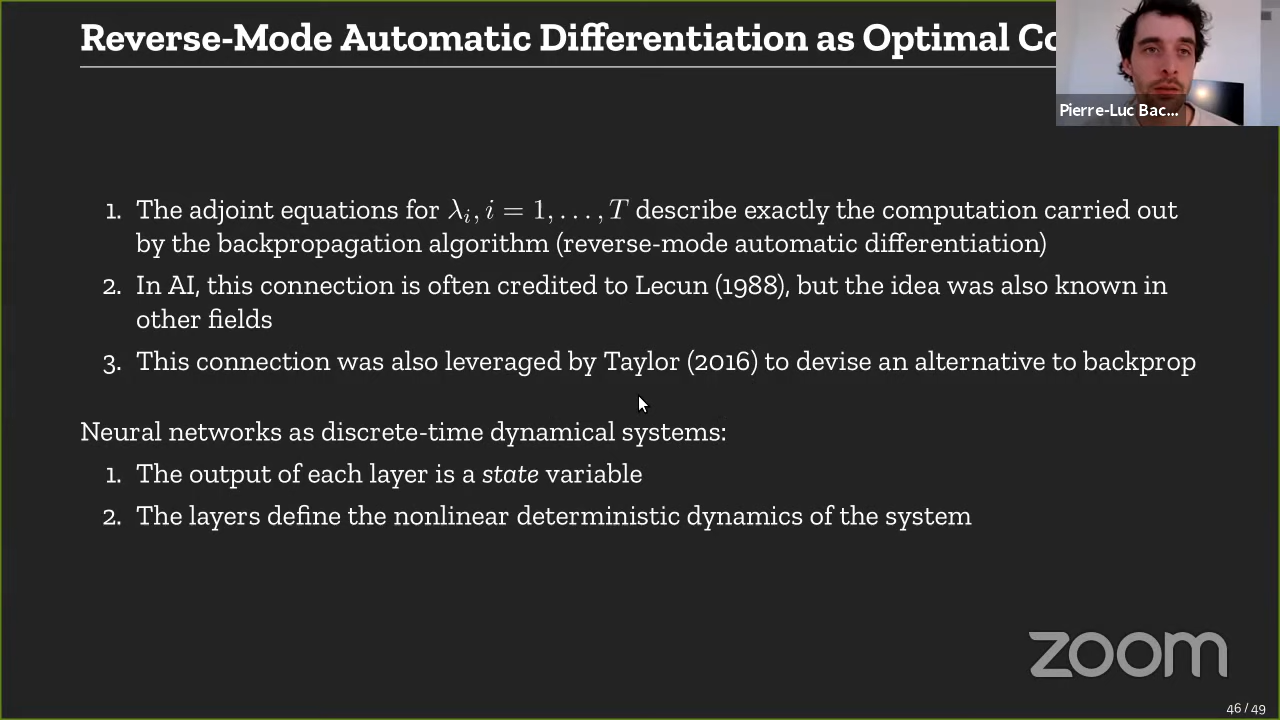 Reverse-Mode Automatic Differentiation as Optimal Co
Pierre-Luc Bac...
1. The adjoint equations for λᵢ, i = 1, . . . , T describe exactly the computation carried out
by the backpropagation algorithm (reverse-mode automatic differentiation)
2. In AI, this connection is often credited to Lecun (1988), but the idea was also known in
other fields
3. This connection was also leveraged by Taylor (2016) to devise an alternative to backprop
Neural networks as discrete-time dynamical systems:
1. The output of each layer is a state variable
2. The layers define the nonlinear deterministic dynamics of the system
zoom
46 / 49